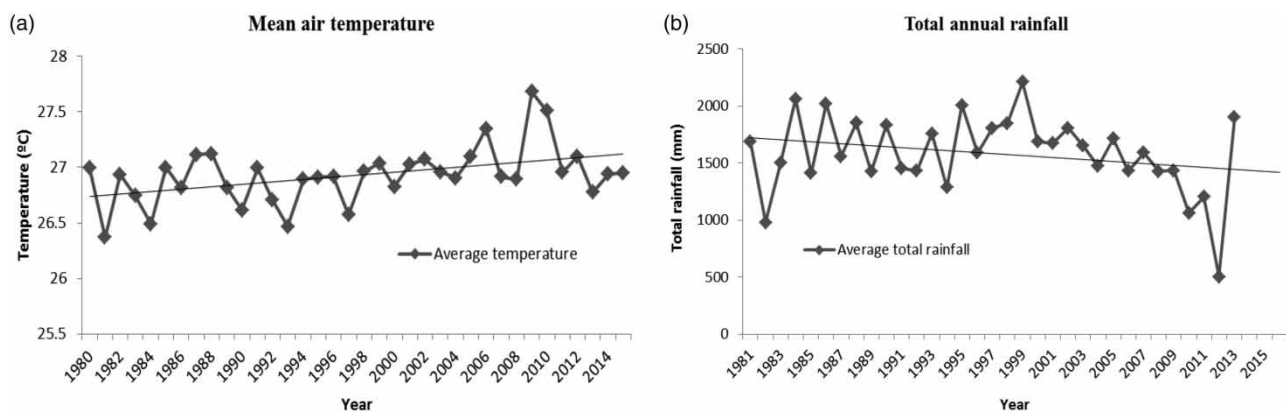 (a)
Mean air temperature
28
27.5
27
26.5
26
25.5
Temperature (ºC)
Average temperature
1980 1982 1984 1986 1988 1990 1992 1994 1996 1998 2000 2002 2004 2006 2008 2010 2012 2014
Year
(b)
Total annual rainfall
2500
2000
1500
1000
500
0
Total rainfall (mm)
Average total rainfall
1981 1983 1985 1987 1989 1991 1993 1995 1997 1999 2001 2003 2005 2007 2009 2011 2013 2015
Year